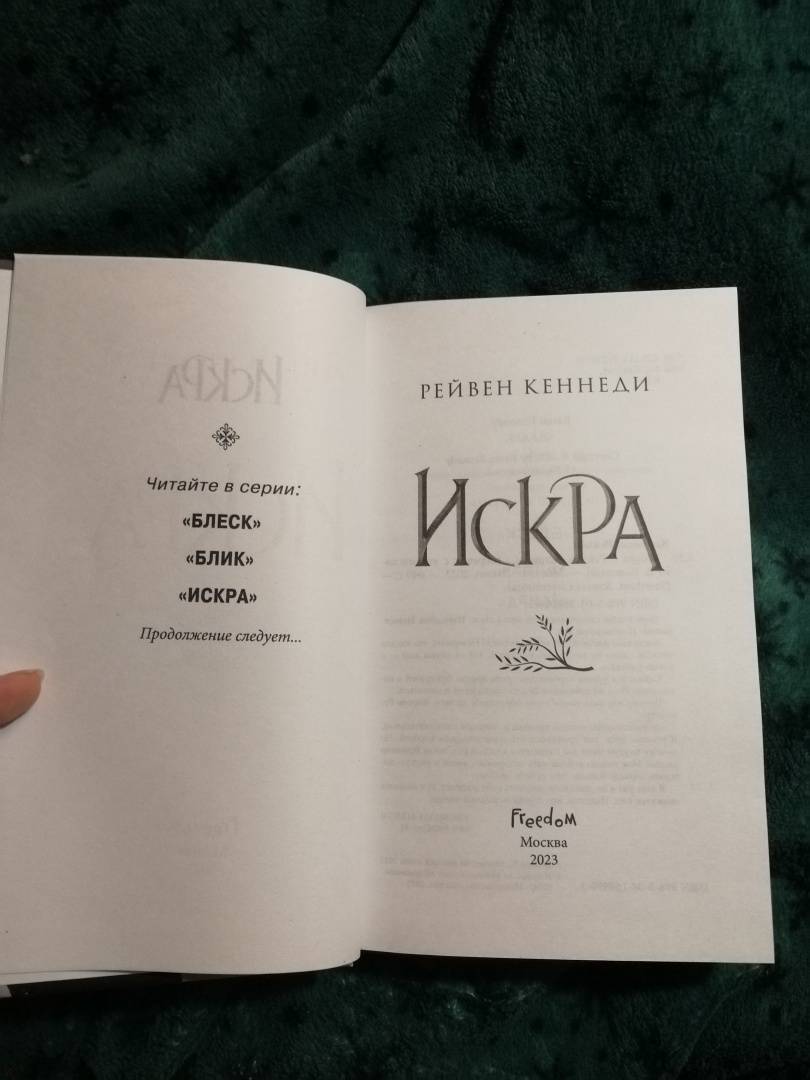 Читайте в серии:
«БЛЕСК»
«БЛИК»
«ИСКРА»
Продолжение следует...
РЕЙВЕН КЕННЕДИ
ИСКРА
Freedom
Москва
2023